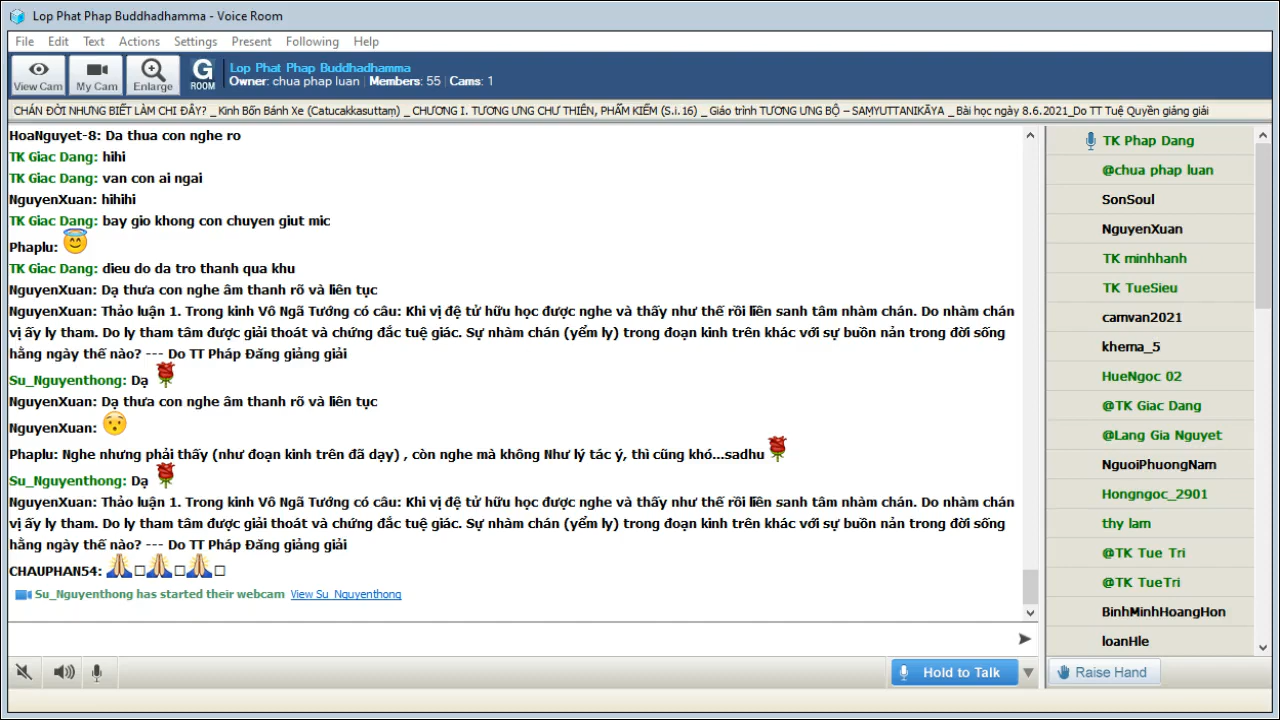 Lop Phat Phap Buddhadhamma - Voice Room
File Edit Text Actions Settings Present Following Help
View Cam My Cam Enlarge G ROOM
Lop Phat Phap Buddhadhamma
Owner: chua phap luan Members: 55 Cams: 1
CHÁN ĐỜI NHƯNG BIẾT LÀM CHI ĐÂY? _ Kinh Bốn Bánh Xe (Catucakkasuttaṃ) _ CHƯƠNG I. TƯƠNG ƯNG CHƯ THIÊN, PHẨM KIẾM (S.i.16) _ Giáo trình TƯƠNG ƯNG BỘ – SAṂYUTTANIKĀYA _ Bài học ngày 8.6.2021_Do TT Tuệ Quyền giảng giải
HoaNguyet-8: Da thua con nghe ro
TK Giac Dang: hihi
TK Giac Dang: van con ai ngai
NguyenXuan: hihihi
TK Giac Dang: bay gio khong con chuyen giut mic
Phaplu: 😇
TK Giac Dang: dieu do da tro thanh qua khu
NguyenXuan: Dạ thưa con nghe âm thanh rõ và liên tục
NguyenXuan: Thảo luận 1. Trong kinh Vô Ngã Tướng có câu: Khi vị đệ tử hữu học được nghe và thấy như thế rồi liền sanh tâm nhàm chán. Do nhàm chán
vị ấy ly tham. Do ly tham tâm được giải thoát và chứng đắc tuệ giác. Sự nhàm chán (yểm ly) trong đoạn kinh trên khác với sự buồn nản trong đời sống
hằng ngày thế nào? --- Do TT Pháp Đăng giảng giải
Su_Nguyenthong: Dạ 🌹
NguyenXuan: Dạ thưa con nghe âm thanh rõ và liên tục
NguyenXuan: 😯
Phaplu: Nghe nhưng phải thấy (như đoạn kinh trên đã dạy) , còn nghe mà không Như lý tác ý, thì cũng khó...sadhu 🌹
Su_Nguyenthong: Dạ 🌹
NguyenXuan: Thảo luận 1. Trong kinh Vô Ngã Tướng có câu: Khi vị đệ tử hữu học được nghe và thấy như thế rồi liền sanh tâm nhàm chán. Do nhàm chán
vị ấy ly tham. Do ly tham tâm được giải thoát và chứng đắc tuệ giác. Sự nhàm chán (yểm ly) trong đoạn kinh trên khác với sự buồn nản trong đời sống
hằng ngày thế nào? --- Do TT Pháp Đăng giảng giải
CHAUPHAN54: 🙏□🙏□🙏□
Su_Nguyenthong has started their webcam View Su_Nguyenthong
Hold to Talk
TK Phap Dang
@chua phap luan
SonSoul
NguyenXuan
TK minhhanh
TK TueSieu
camvan2021
khema_5
HueNgoc 02
@TK Giac Dang
@Lang Gia Nguyet
NguoiPhuongNam
Hongngoc_2901
thy lam
@TK Tue Tri
@TK TueTri
BinhMinhHoangHon
loanHle
Raise Hand